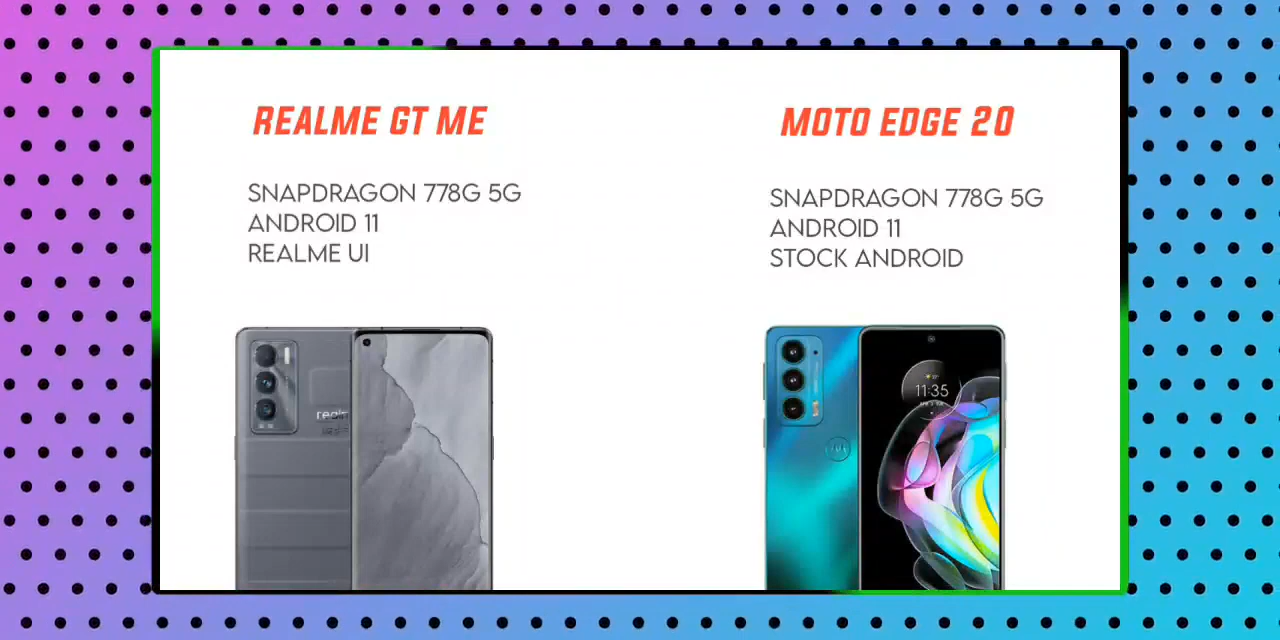 REALME GT ME
SNAPDRAGON 778G 5G
ANDROID 11
REALME UI
MOTO EDGE 20
SNAPDRAGON 778G 5G
ANDROID 11
STOCK ANDROID
11:35